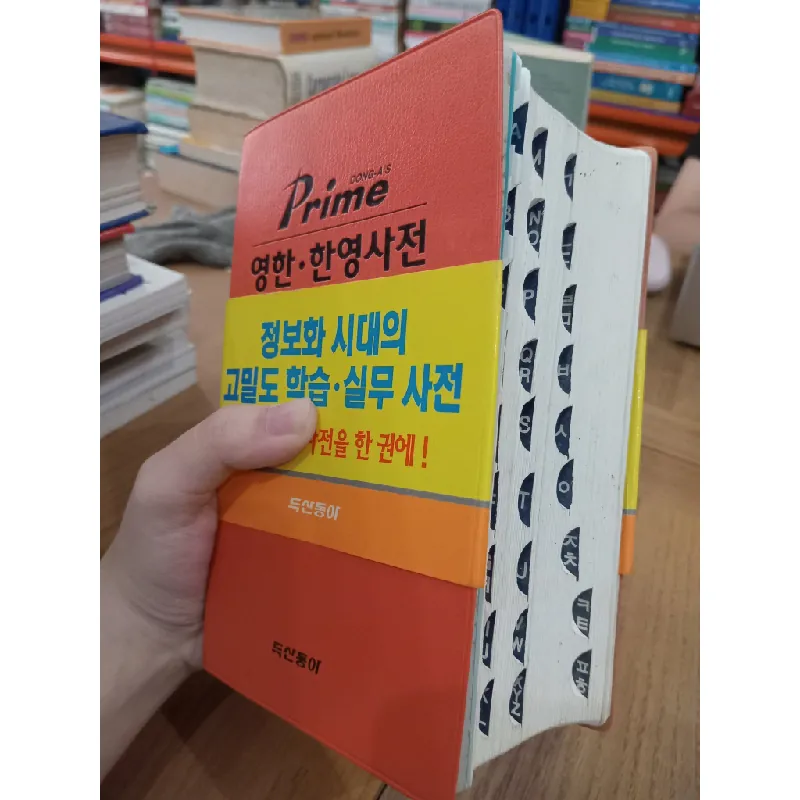 DONG-A'S
Prime
영한·한영사전
정보화 시대의
고밀도 학습·실무 사전
사전을 한 권에!
두산동아
두산동아
A
B
M
N
O
P
Q
R
S
T
U
W
X
Y
Z
ㄱ
ㄴ
ㄷ
ㄹ
ㅁ
ㅂ
ㅅ
ㅇ
ㅈ
ㅊ
ㅋ
ㅌ
ㅍ
ㅎ